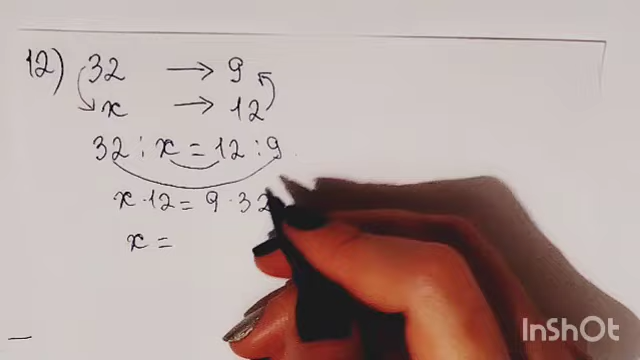 12) 32 → 9
x → 12
32 : x = 12 : 9
x · 12 = 9 · 32
x =
InShOt